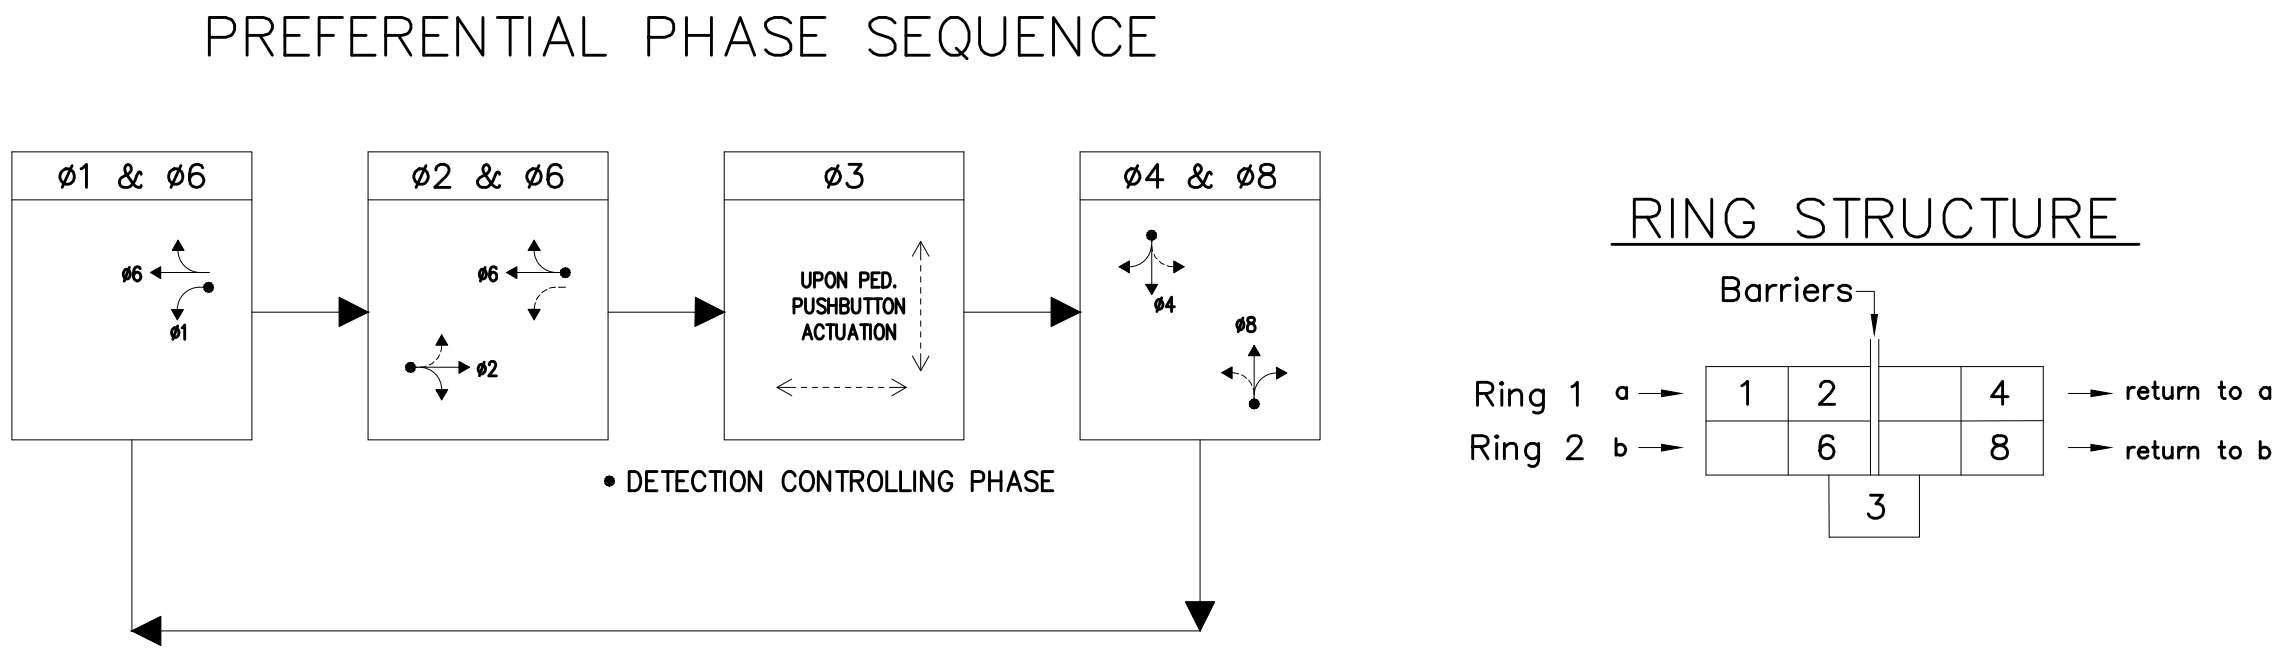 PREFERENTIAL PHASE SEQUENCE
ø1 & ø6
ø6
ø1
ø2 & ø6
ø6
ø2
ø3
UPON PED.
PUSHBUTTON
ACTUATION
ø4 & ø8
ø4
ø8
● DETECTION CONTROLLING PHASE
RING STRUCTURE
Barriers
Ring 1 a 1 2 4 return to a
Ring 2 b 6 8 return to b
3